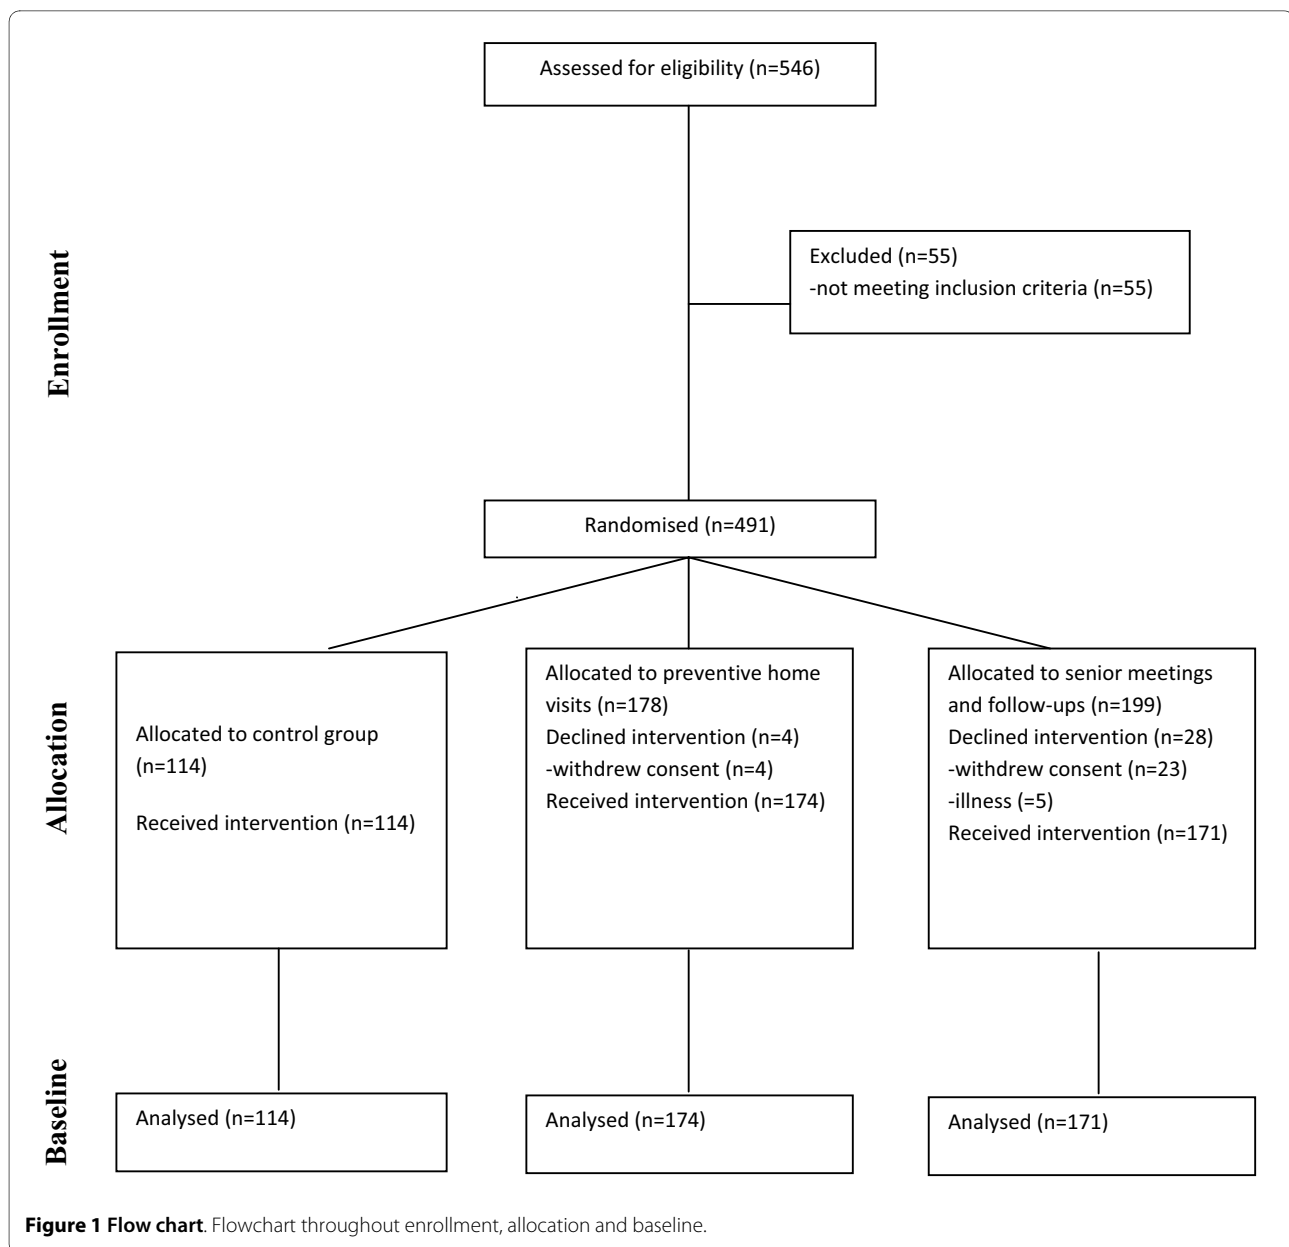 Assessed for eligibility (n=546)
Enrollment
Excluded (n=55)
-not meeting inclusion criteria (n=55)
Randomised (n=491)
Allocation
Allocated to control group
(n=114)
Received intervention (n=114)
Allocated to preventive home
visits (n=178)
Declined intervention (n=4)
-withdrew consent (n=4)
Received intervention (n=174)
Allocated to senior meetings
and follow-ups (n=199)
Declined intervention (n=28)
-withdrew consent (n=23)
-illness (=5)
Received intervention (n=171)
Baseline
Analysed (n=114)
Analysed (n=174)
Analysed (n=171)
Figure 1 Flow chart. Flowchart throughout enrollment, allocation and baseline.